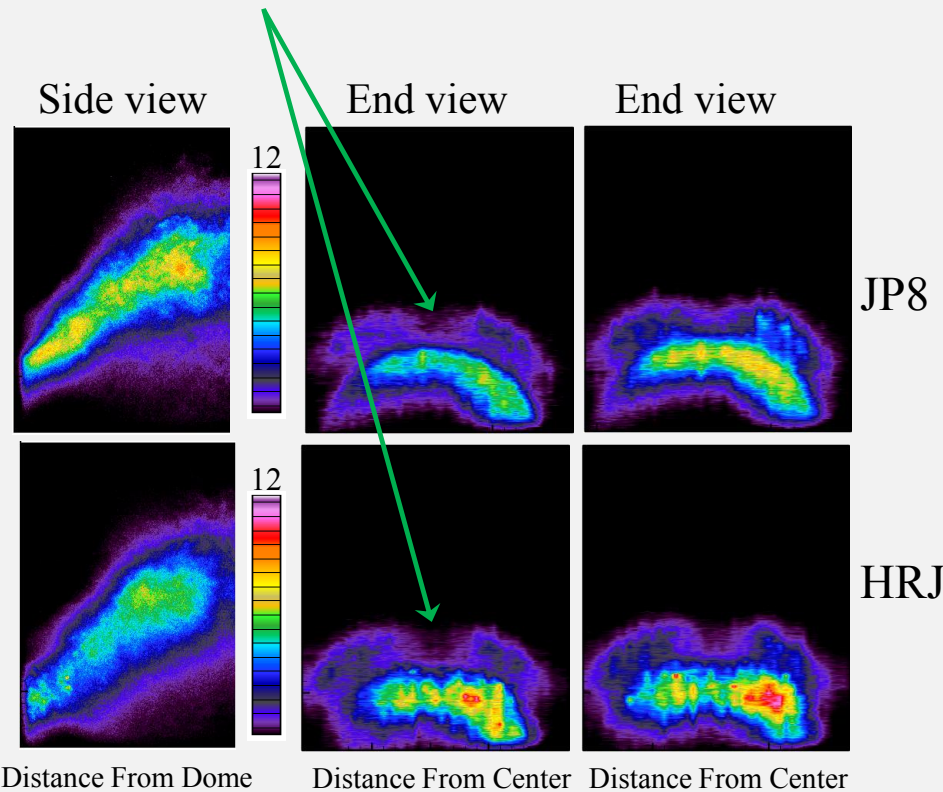 Side view
End view
End view
12
JP8
12
HRJ
Distance From Dome
Distance From Center
Distance From Center